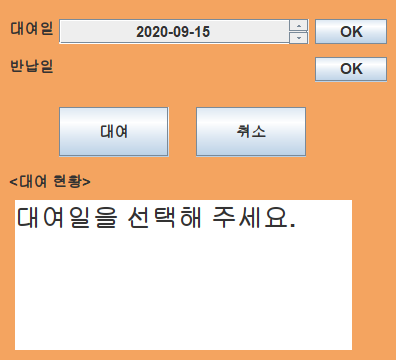 대여일 2020-09-15 OK
반납일 OK
대여 취소
<대여 현황>
대여일을 선택해 주세요.